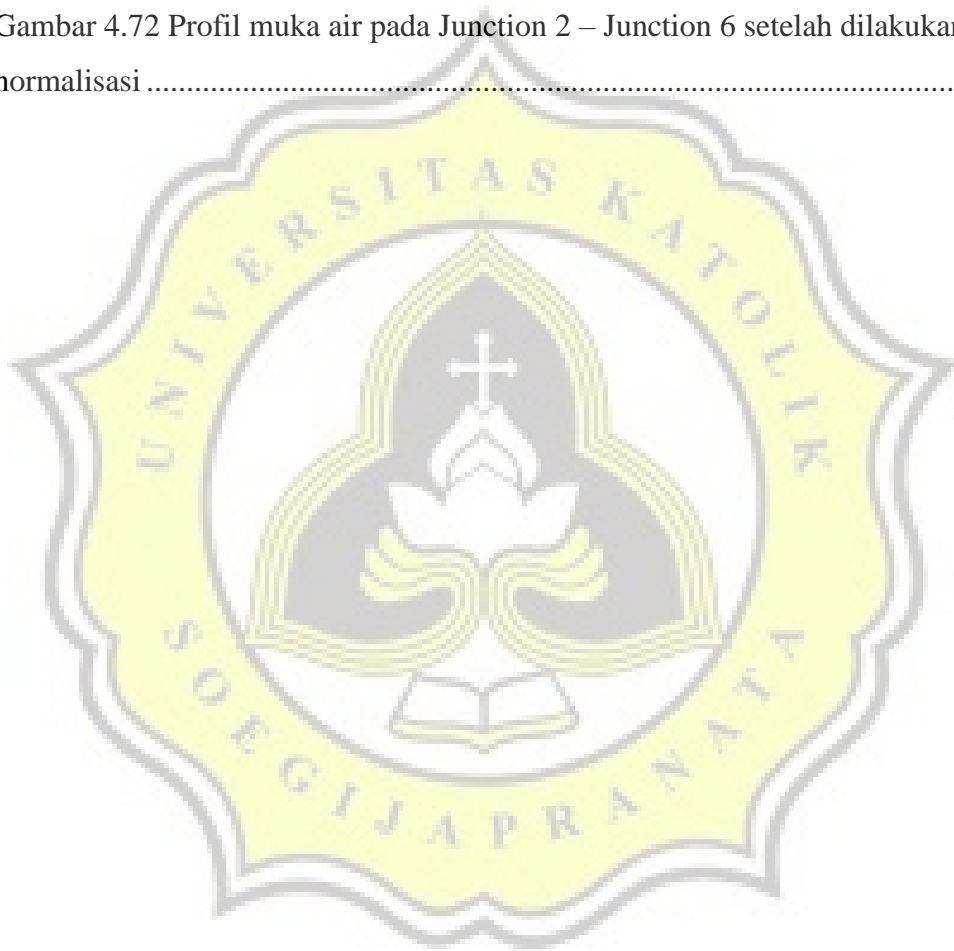 Gambar 4.72 Profil muka air pada Junction 2 – Junction 6 setelah dilakukan
normalisasi ....................................................................................................
UNIVERSITAS KATOLIK
SOEGIJAPRANATA